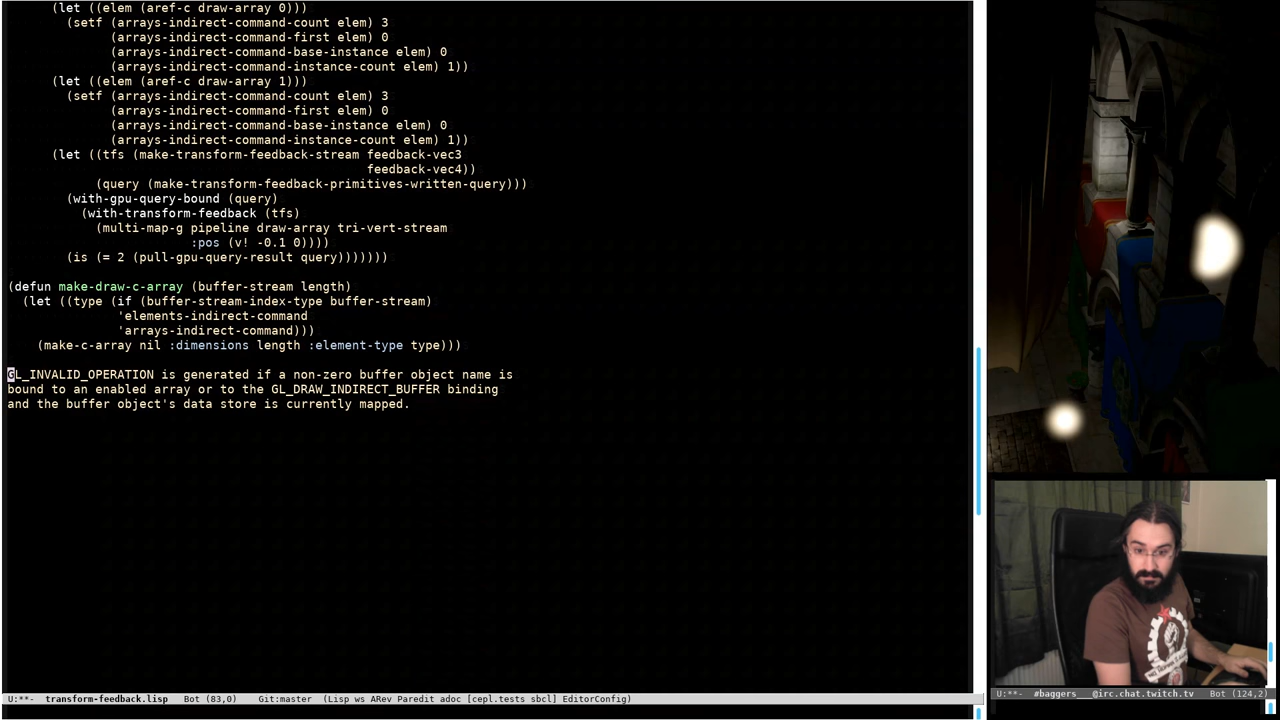 (let ((elem (aref-c draw-array 0)))
(setf (arrays-indirect-command-count elem) 3
(arrays-indirect-command-first elem) 0
(arrays-indirect-command-base-instance elem) 0
(arrays-indirect-command-instance-count elem) 1))
(let ((elem (aref-c draw-array 1)))
(setf (arrays-indirect-command-count elem) 3
(arrays-indirect-command-first elem) 0
(arrays-indirect-command-base-instance elem) 0
(arrays-indirect-command-instance-count elem) 1))
(let ((tfs (make-transform-feedback-stream feedback-vec3
feedback-vec4))
(query (make-transform-feedback-primitives-written-query)))
(with-gpu-query-bound (query)
(with-transform-feedback (tfs)
(multi-map-g pipeline draw-array tri-vert-stream
:pos (v! -0.1 0))))
(is (= 2 (pull-gpu-query-result query)))))))
(defun make-draw-c-array (buffer-stream length)
(let ((type (if (buffer-stream-index-type buffer-stream)
'elements-indirect-command
'arrays-indirect-command)))
(make-c-array nil :dimensions length :element-type type)))
GL_INVALID_OPERATION is generated if a non-zero buffer object name is
bound to an enabled array or to the GL_DRAW_INDIRECT_BUFFER binding
and the buffer object's data store is currently mapped.
U:**- transform-feedback.lisp Bot (83,0) Git:master (Lisp ws ARev Paredit adoc [cepl.tests sbcl] EditorConfig)
U:**- #baggers___@irc.chat.twitch.tv Bot (124,2)